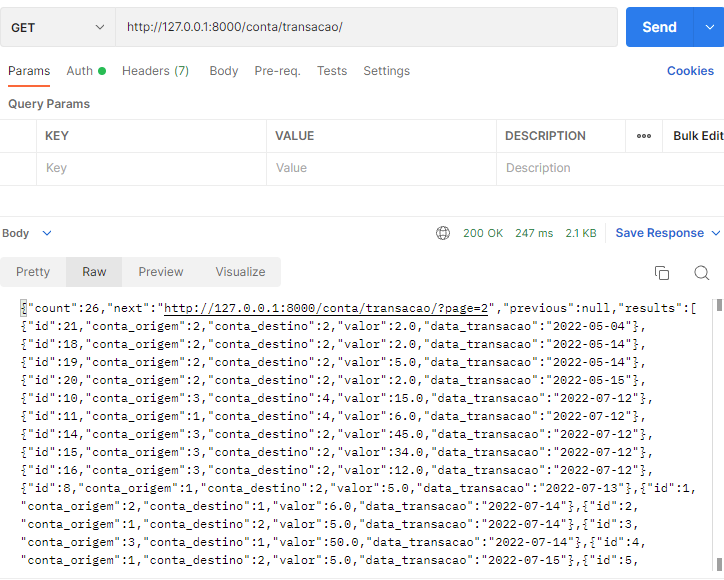 GET http://127.0.0.1:8000/conta/transacao/ Send
Params Auth Headers (7) Body Pre-req. Tests Settings Cookies
Query Params
KEY VALUE DESCRIPTION ••• Bulk Edit
Key Value Description
Body 200 OK 247 ms 2.1 KB Save Response
Pretty Raw Preview Visualize
{"count":26,"next":"http://127.0.0.1:8000/conta/transacao/?page=2","previous":null,"results":[
{"id":21,"conta_origem":2,"conta_destino":2,"valor":2.0,"data_transacao":"2022-05-04"},
{"id":18,"conta_origem":2,"conta_destino":2,"valor":2.0,"data_transacao":"2022-05-14"},
{"id":19,"conta_origem":2,"conta_destino":2,"valor":5.0,"data_transacao":"2022-05-14"},
{"id":20,"conta_origem":2,"conta_destino":2,"valor":2.0,"data_transacao":"2022-05-15"},
{"id":10,"conta_origem":3,"conta_destino":4,"valor":15.0,"data_transacao":"2022-07-12"},
{"id":11,"conta_origem":1,"conta_destino":4,"valor":6.0,"data_transacao":"2022-07-12"},
{"id":14,"conta_origem":3,"conta_destino":2,"valor":45.0,"data_transacao":"2022-07-12"},
{"id":15,"conta_origem":3,"conta_destino":2,"valor":34.0,"data_transacao":"2022-07-12"},
{"id":16,"conta_origem":3,"conta_destino":2,"valor":12.0,"data_transacao":"2022-07-12"},
{"id":8,"conta_origem":1,"conta_destino":2,"valor":5.0,"data_transacao":"2022-07-13"},{"id":1,
"conta_origem":2,"conta_destino":1,"valor":6.0,"data_transacao":"2022-07-14"},{"id":2,
"conta_origem":1,"conta_destino":2,"valor":5.0,"data_transacao":"2022-07-14"},{"id":3,
"conta_origem":3,"conta_destino":1,"valor":50.0,"data_transacao":"2022-07-14"},{"id":4,
"conta_origem":1,"conta_destino":2,"valor":5.0,"data_transacao":"2022-07-15"},{"id":5,